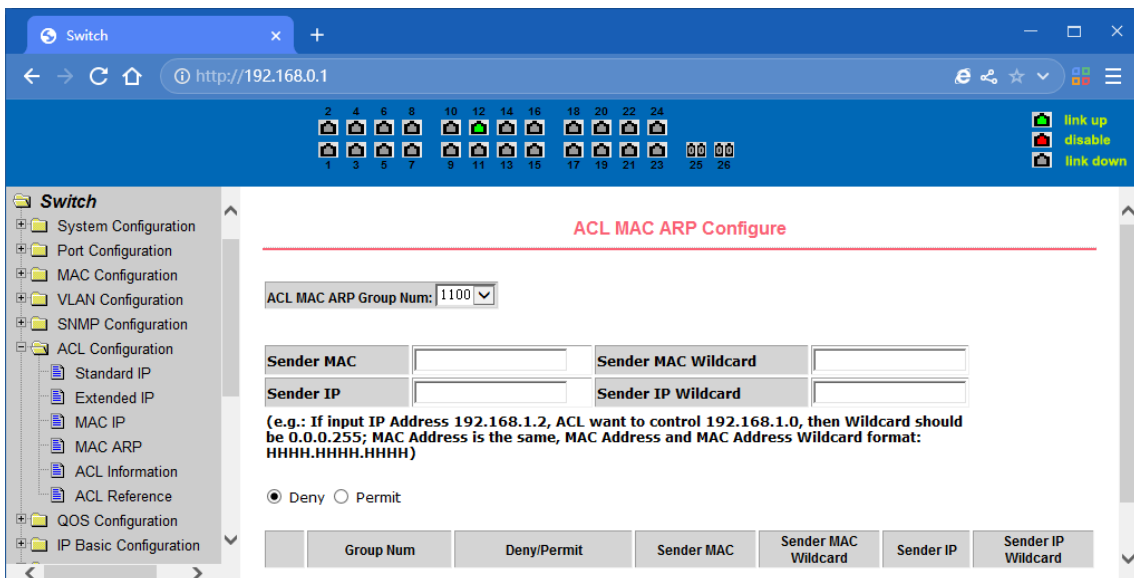 Switch
http://192.168.0.1
2 4 6 8 10 12 14 16 18 20 22 24
1 3 5 7 9 11 13 15 17 19 21 23 25 26
link up
disable
link down
Switch
System Configuration
Port Configuration
MAC Configuration
VLAN Configuration
SNMP Configuration
ACL Configuration
Standard IP
Extended IP
MAC IP
MAC ARP
ACL Information
ACL Reference
QOS Configuration
IP Basic Configuration
ACL MAC ARP Configure
ACL MAC ARP Group Num: 1100
Sender MAC Sender MAC Wildcard
Sender IP Sender IP Wildcard
(e.g.: If input IP Address 192.168.1.2, ACL want to control 192.168.1.0, then Wildcard should
be 0.0.0.255; MAC Address is the same, MAC Address and MAC Address Wildcard format:
HHHH.HHHH.HHHH)
Deny Permit
Group Num Deny/Permit Sender MAC Sender MAC Wildcard Sender IP Sender IP Wildcard